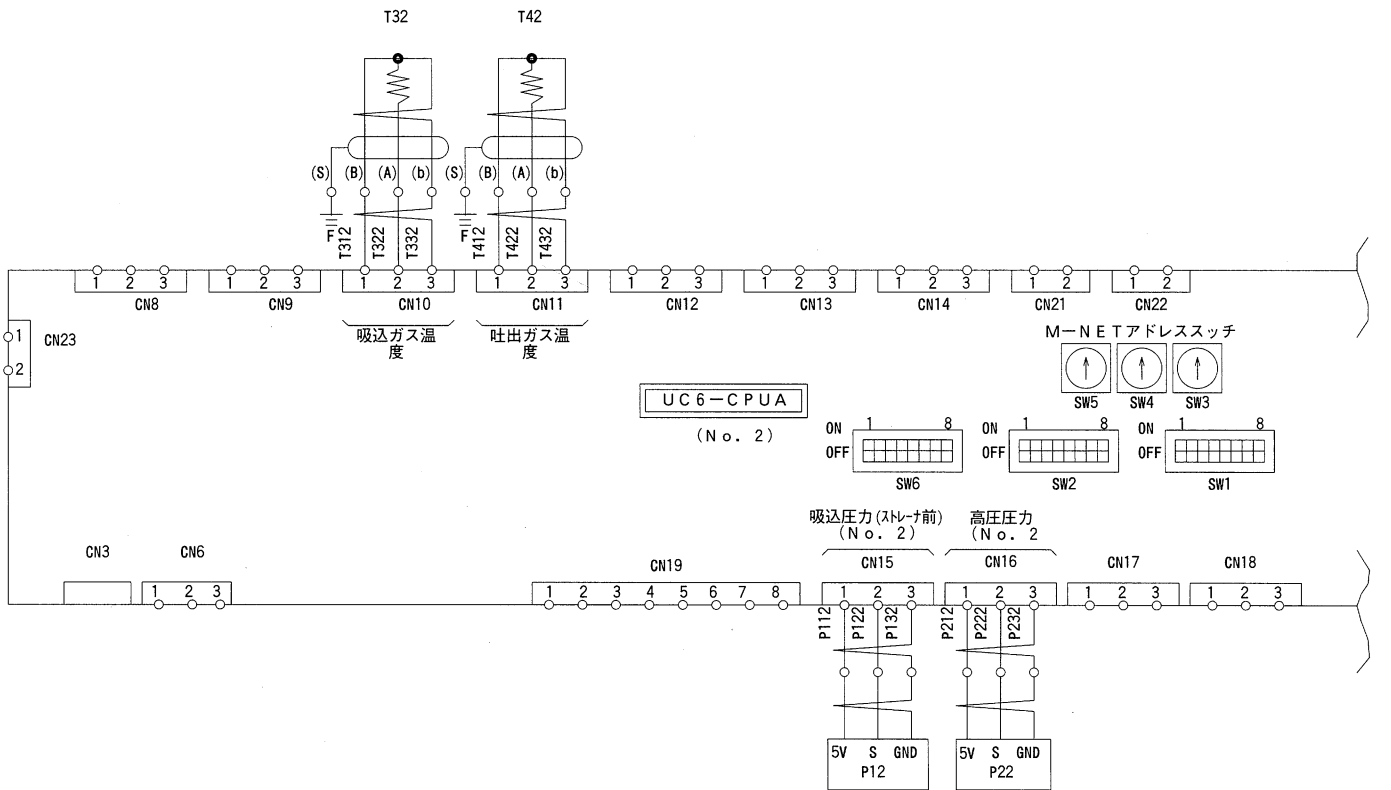 T32 T42
(S) (B) (A) (b) (S) (B) (A) (b)
F T312 T322 T332 F T412 T422 T432
1 2 3 1 2 3 1 2 3 1 2 3 1 2 3 1 2 3 1 2 3 1 2 1 2
CN8 CN9 CN10 CN11 CN12 CN13 CN14 CN21 CN22
吸込ガス温
度
吐出ガス温
度
1
2
CN23
M-NETアドレススッチ
SW5 SW4 SW3
UC6-CPUA
(No. 2)
ON 1 8 ON 1 8 ON 1 8
OFF OFF OFF
SW6 SW2 SW1
吸込圧力(ストレーナ前)
(No. 2)
高圧圧力
(No. 2
CN3 CN6 CN19 CN15 CN16 CN17 CN18
1 2 3 1 2 3 4 5 6 7 8 1 2 3 1 2 3 1 2 3 1 2 3
P112 P122 P132 P212 P222 P232
5V S GND 5V S GND
P12 P22